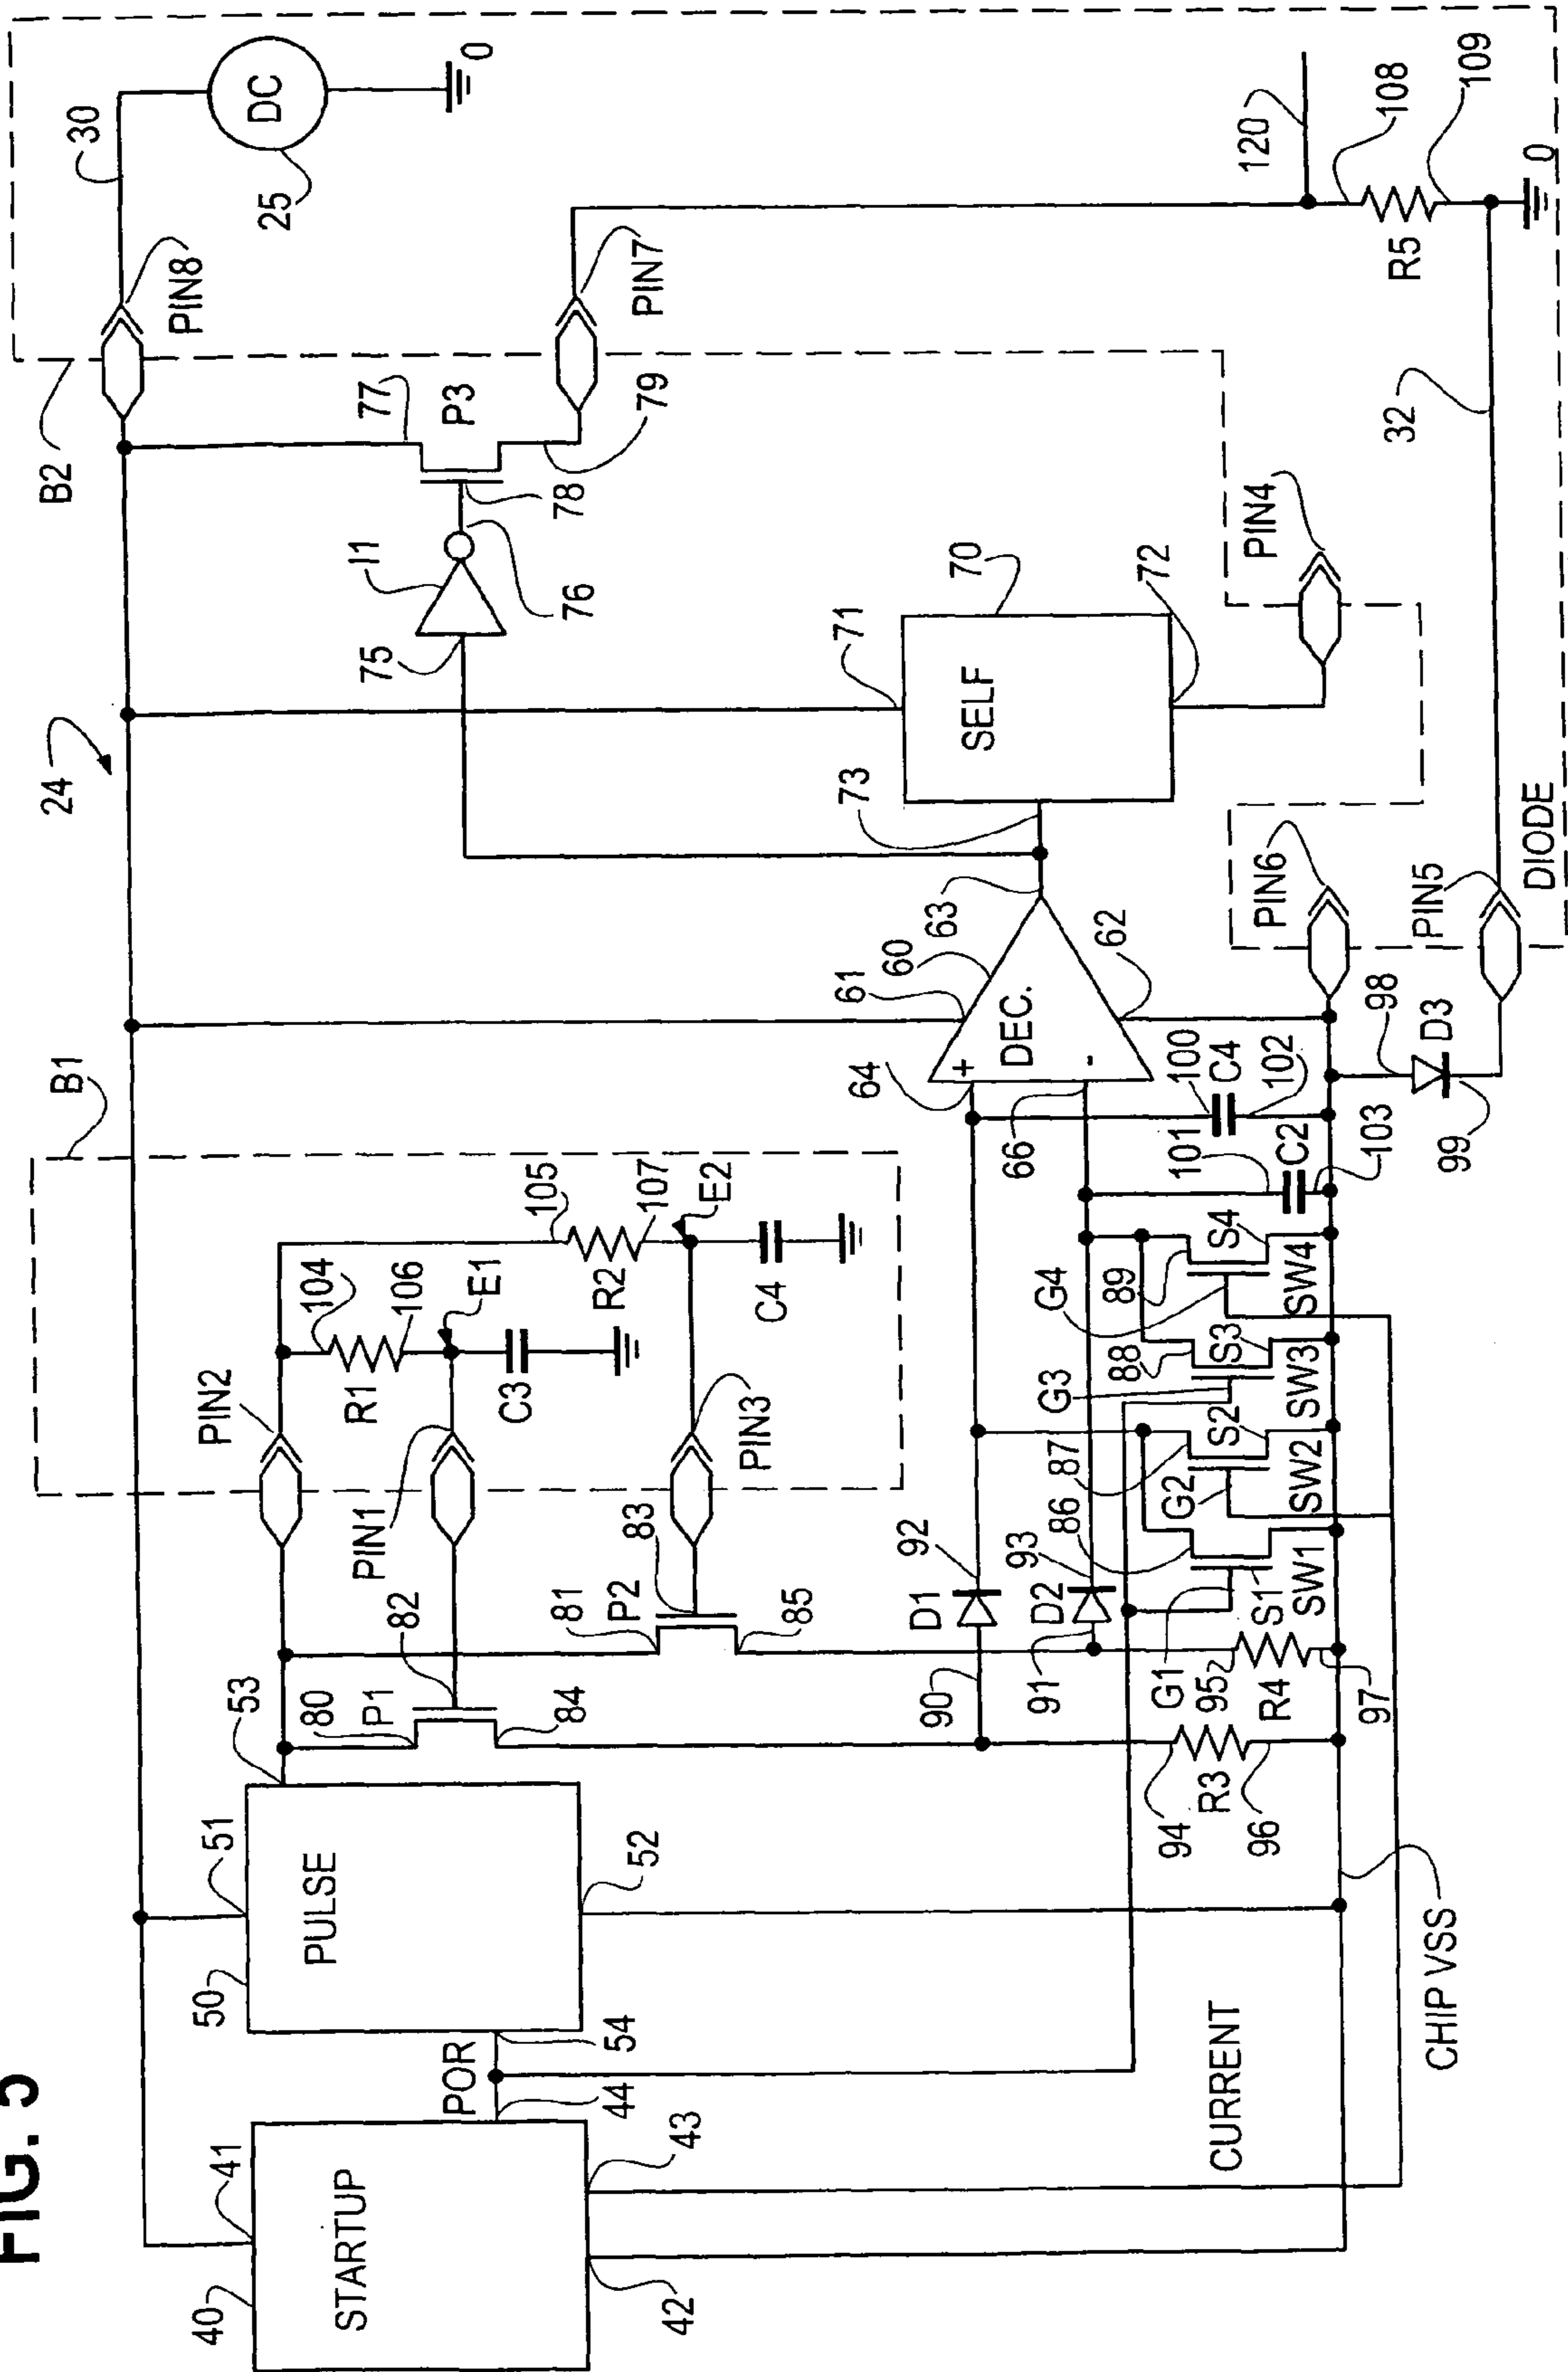 FIG. 5
B2
PIN8
30
DC
0
25
24
77
P3
I1
75
76
78
79
PIN7
120
108
R5
109
0
32
B1
PIN2
104
R1
106
E1
C3
105
R2
107
E2
C4
PIN1
PIN3
40
41
STARTUP
42
43
44
POR
50
51
PULSE
52
53
54
80
P1
82
84
81
P2
83
85
60
61
62
63
64
66
+
-
DEC.
73
SELF
70
71
72
PIN4
PIN6
PIN5
DIODE
D1
90
92
D2
91
93
94
R3
96
95
R4
97
G1
86
S1
SW1
G2
87
S2
SW2
G3
88
S3
SW3
G4
89
S4
SW4
100
C4
102
101
C2
103
98
D3
99
CURRENT
CHIP VSS